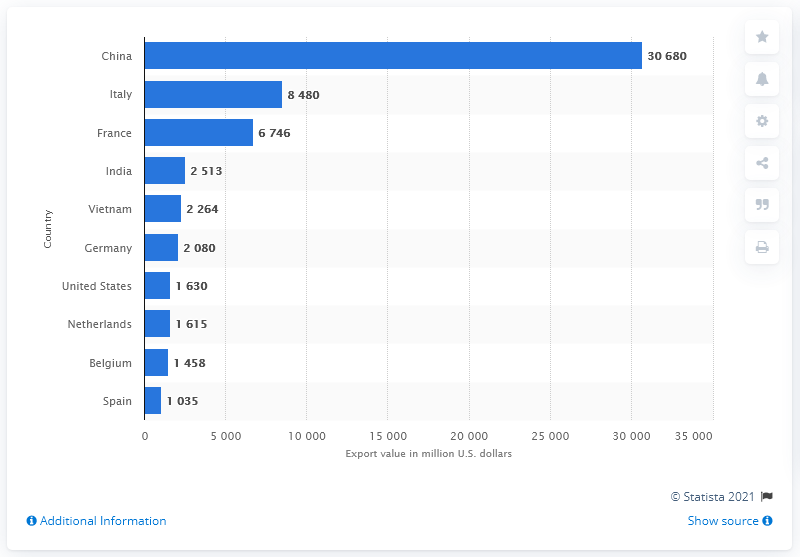 China 30 680
Italy 8 480
France 6 746
India 2 513
Vietnam 2 264
Country
Germany 2 080
United States 1 630
Netherlands 1 615
Belgium 1 458
Spain 1 035
0 5 000 10 000 15 000 20 000 25 000 30 000 35 000
Export value in million U.S. dollars
© Statista 2021
Additional Information
Show source